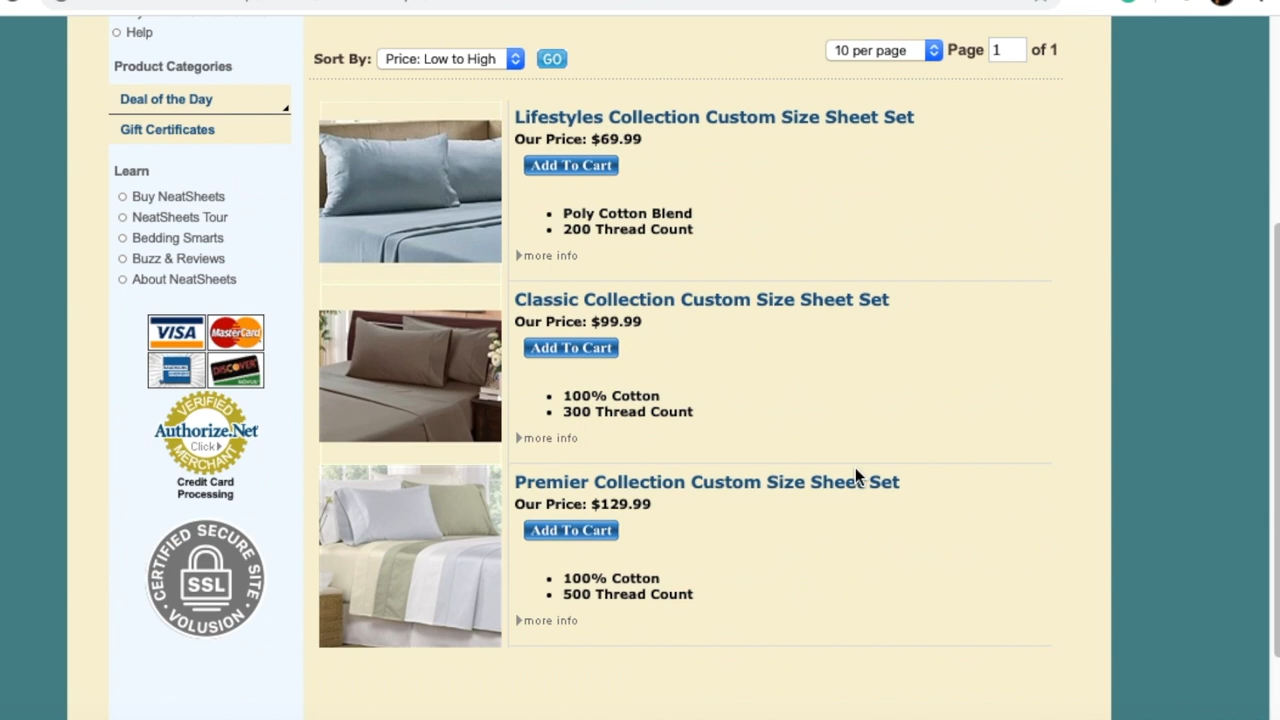 Help
Product Categories
Deal of the Day
Gift Certificates
Learn
Buy NeatSheets
NeatSheets Tour
Bedding Smarts
Buzz & Reviews
About NeatSheets
VISA
MasterCard
DISCOVER
NOVUS
VERIFIED
Authorize.Net
Click
MERCHANT
Credit Card
Processing
CERTIFIED SECURE SITE
SSL
VOLUSION
Sort By: Price: Low to High GO
10 per page Page 1 of 1
Lifestyles Collection Custom Size Sheet Set
Our Price: $69.99
Add To Cart
• Poly Cotton Blend
• 200 Thread Count
more info
Classic Collection Custom Size Sheet Set
Our Price: $99.99
Add To Cart
• 100% Cotton
• 300 Thread Count
more info
Premier Collection Custom Size Sheet Set
Our Price: $129.99
Add To Cart
• 100% Cotton
• 500 Thread Count
more info